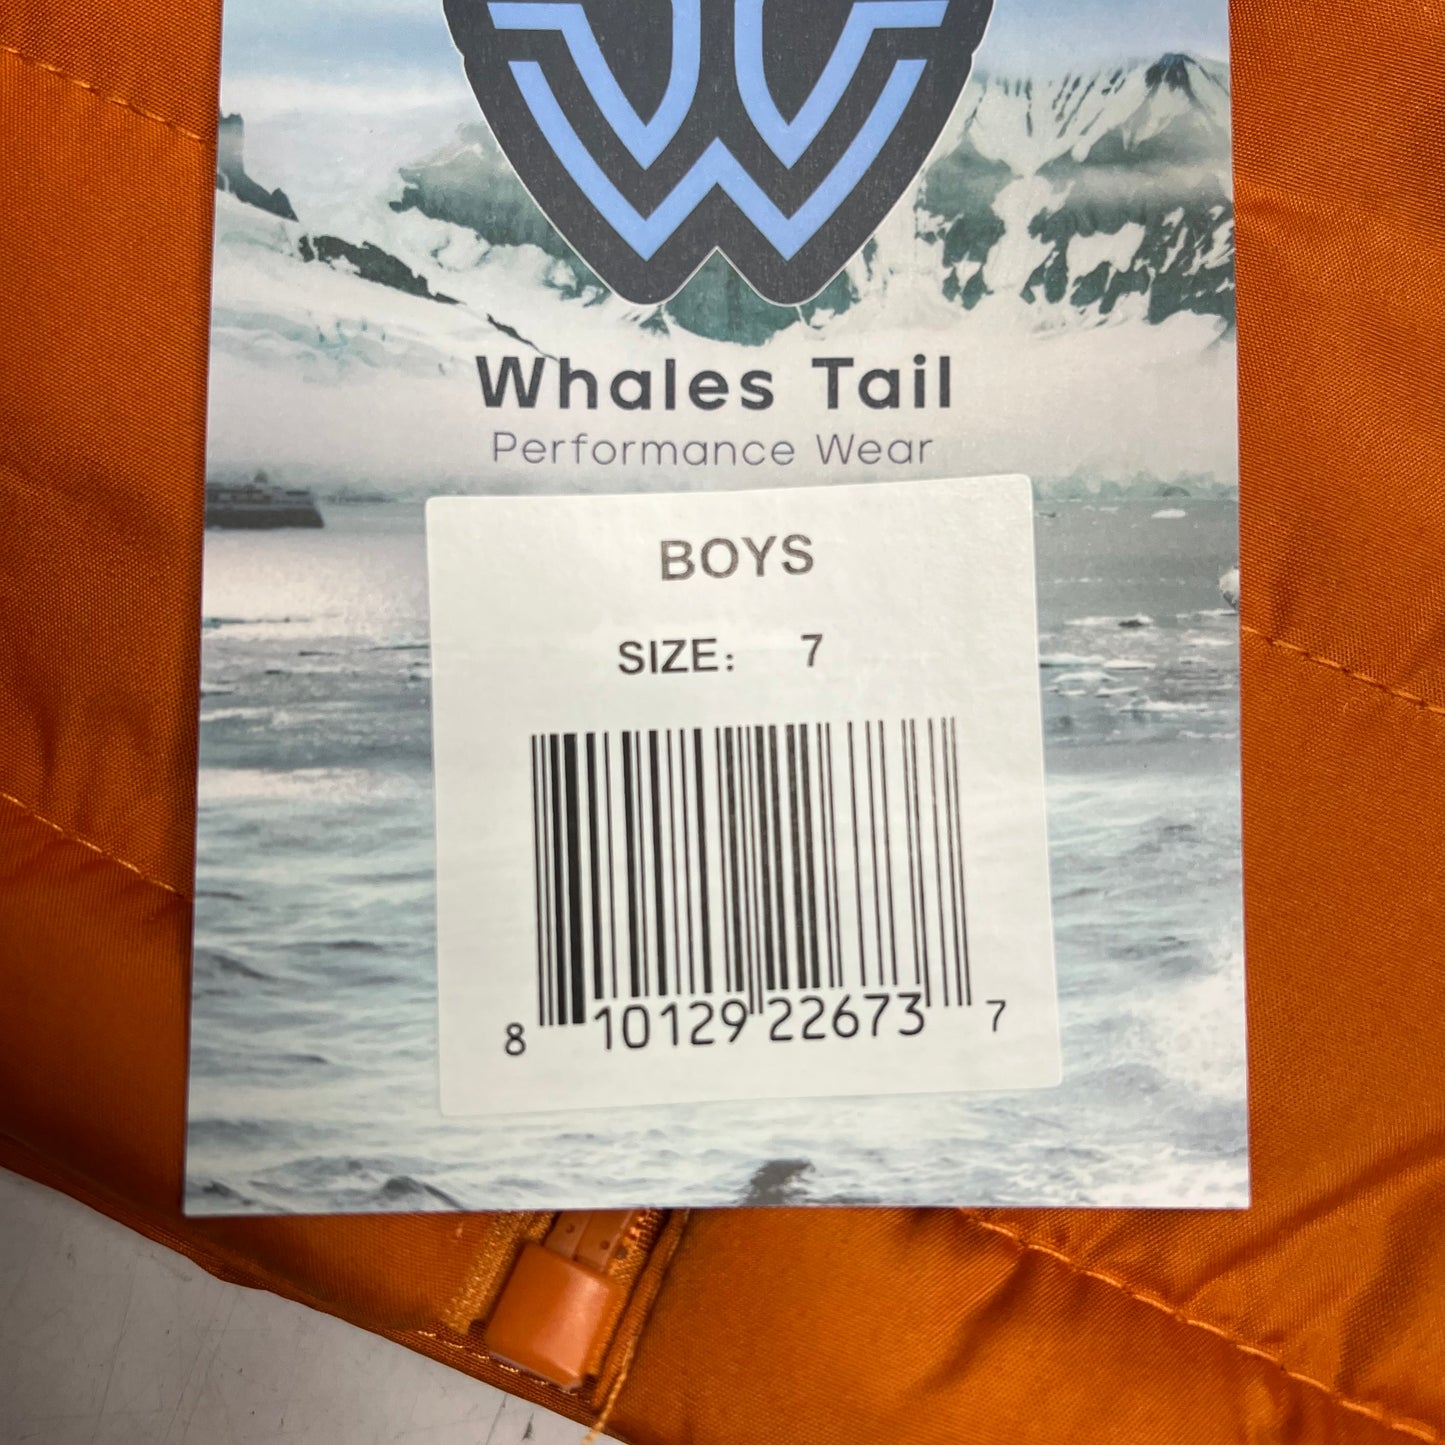 Whales Tail
Performance Wear
BOYS
SIZE: 7
8 10129 22673 7